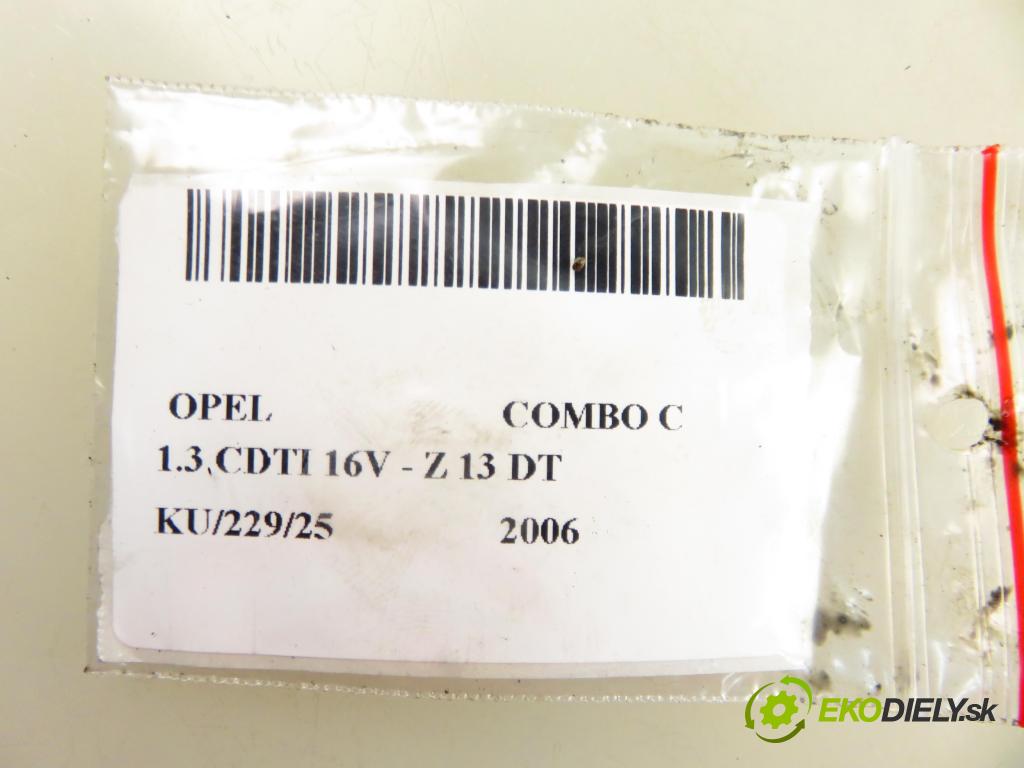 OPEL COMBO C
1.3 CDTI 16V - Z 13 DT
KU/229/25 2006
EKODIELY.sk